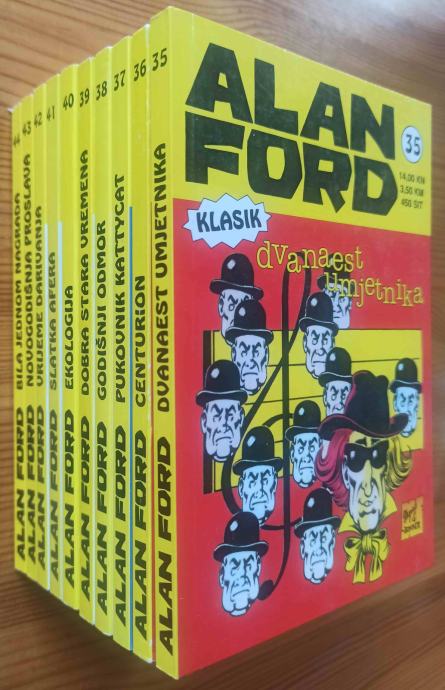 44
ALAN FORD BILA JEDNOM NAGRADA
43
ALAN FORD NOVOGODIŠNJA PROSLAVA
42
ALAN FORD VRIJEME DARIVANJA
41
ALAN FORD SLATKA AFERA
40
ALAN FORD EKOLOGIJA
39
ALAN FORD DOBRA STARA VREMENA
38
ALAN FORD GODIŠNJI ODMOR
37
ALAN FORD PUKOVNIK KATTYCAT
36
ALAN FORD CENTURION
35
ALAN FORD DVANAEST UMJETNIKA
ALAN
FORD
35
14,00 KN
3,50 KM
450 SIT
KLASIK
dvanaest
umjetnika